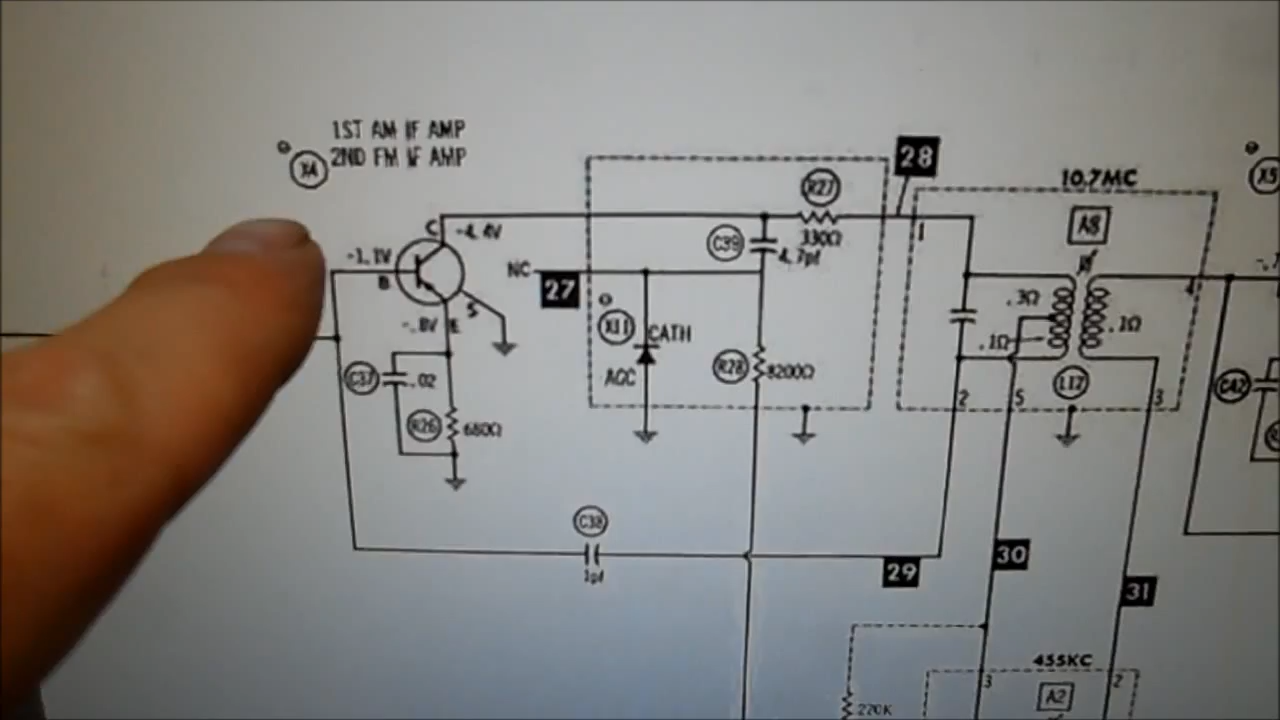 1ST AM IF AMP
2ND FM IF AMP
X4
C
-4.4V
-1.1V
B
S
-.8V
E
C37
.02
R26
680Ω
NC
27
X11
CATH
AGC
C39
4.7pf
R27
330Ω
R28
8200Ω
28
10.7MC
A8
1
.3Ω
.1Ω
.1Ω
4
L12
2
5
3
X5
C42
C38
1pf
29
30
31
455KC
3
A2
2
220K